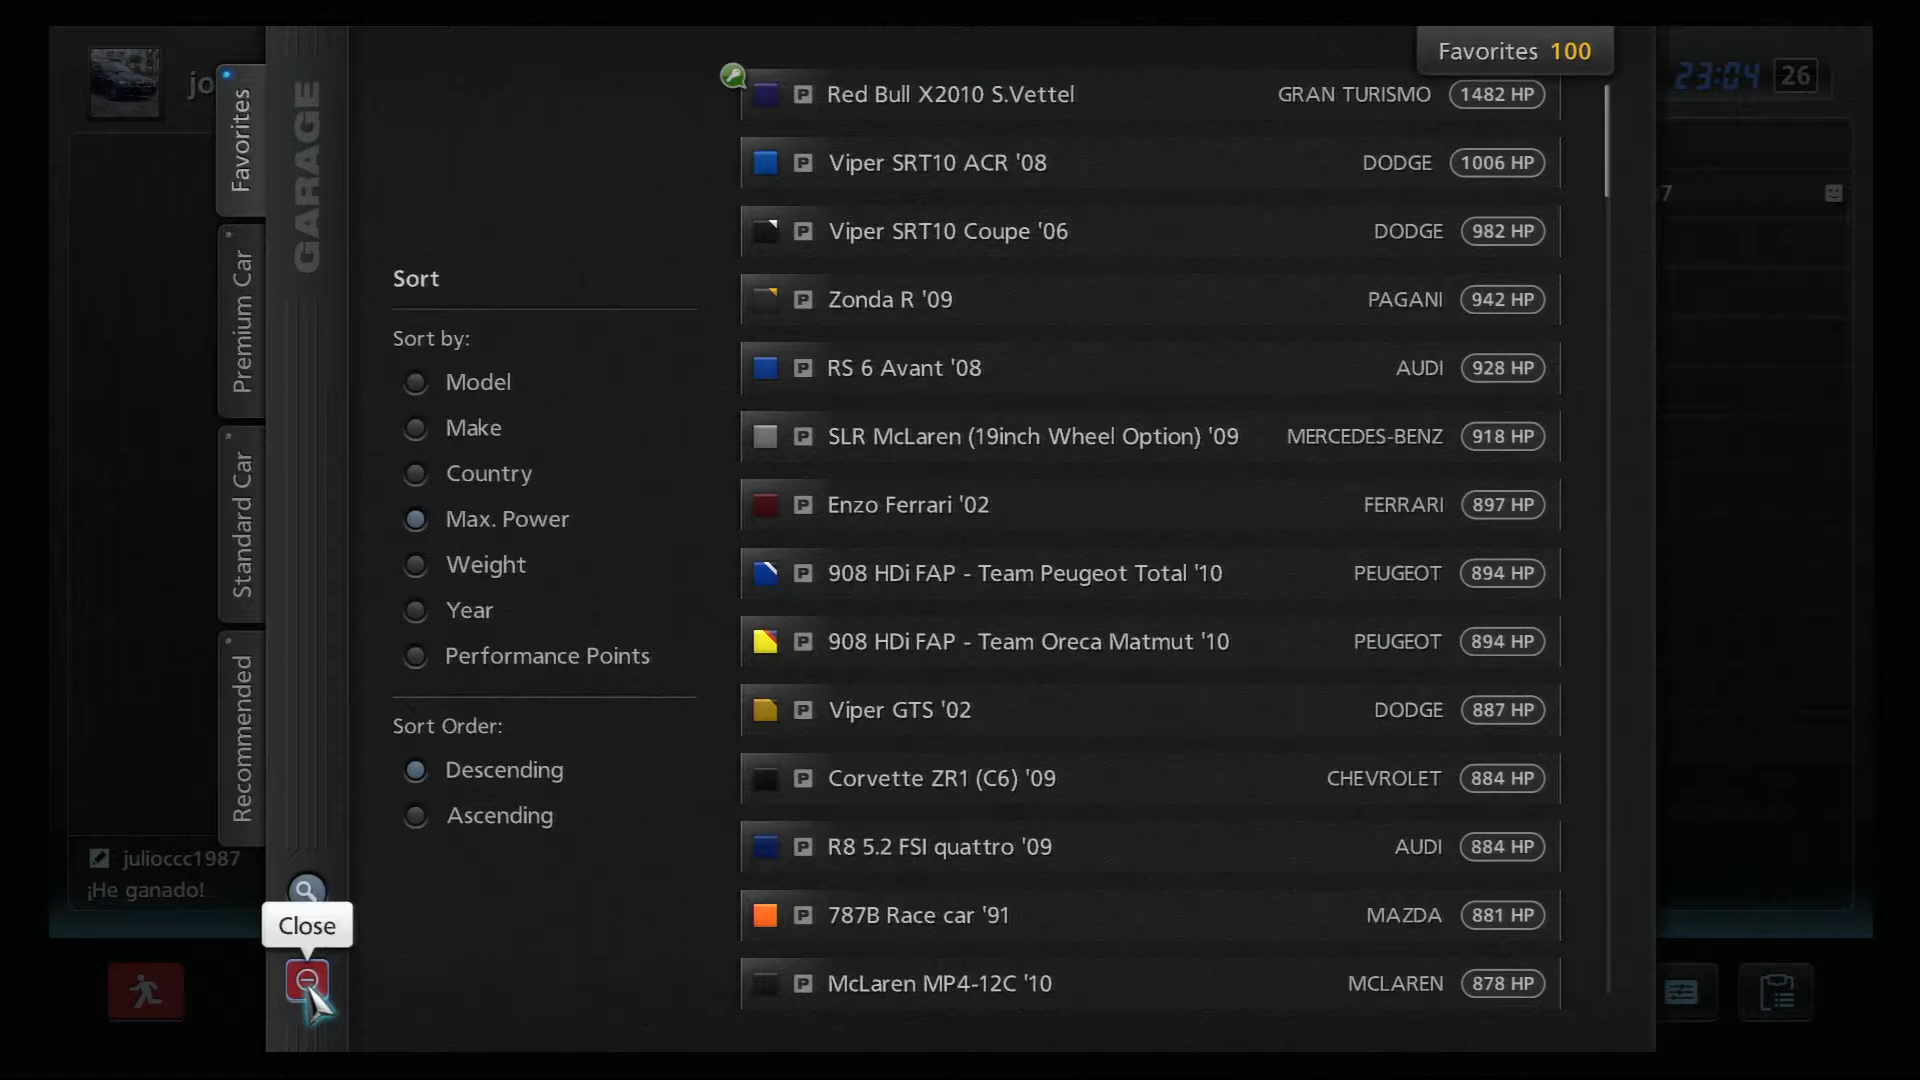 Favorites 100
jo
23:04 26
Favorites
Premium Car
Standard Car
Recommended
GARAGE
Sort
Sort by:
Model
Make
Country
Max. Power
Weight
Year
Performance Points
Sort Order:
Descending
Ascending
P Red Bull X2010 S.Vettel GRAN TURISMO 1482 HP
P Viper SRT10 ACR '08 DODGE 1006 HP
P Viper SRT10 Coupe '06 DODGE 982 HP
P Zonda R '09 PAGANI 942 HP
P RS 6 Avant '08 AUDI 928 HP
P SLR McLaren (19inch Wheel Option) '09 MERCEDES-BENZ 918 HP
P Enzo Ferrari '02 FERRARI 897 HP
P 908 HDi FAP - Team Peugeot Total '10 PEUGEOT 894 HP
P 908 HDi FAP - Team Oreca Matmut '10 PEUGEOT 894 HP
P Viper GTS '02 DODGE 887 HP
P Corvette ZR1 (C6) '09 CHEVROLET 884 HP
P R8 5.2 FSI quattro '09 AUDI 884 HP
P 787B Race car '91 MAZDA 881 HP
P McLaren MP4-12C '10 MCLAREN 878 HP
7
julioccc1987
¡He ganado!
Close